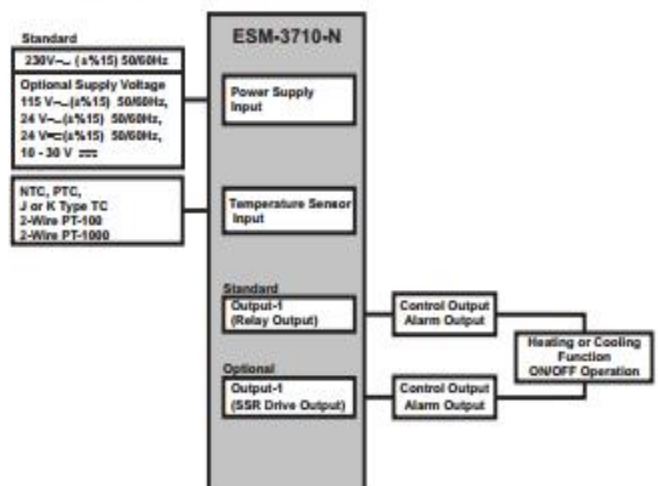 Standard
230V~ (±%15) 50/60Hz
Optional Supply Voltage
115 V~(±%15) 50/60Hz,
24 V~(±%15) 50/60Hz,
24 V≂(±%15) 50/60Hz,
10 - 30 V ⎓
NTC, PTC,
J or K Type TC
2-Wire PT-100
2-Wire PT-1000
ESM-3710-N
Power Supply
Input
Temperature Sensor
Input
Standard
Output-1
(Relay Output)
Control Output
Alarm Output
Optional
Output-1
(SSR Drive Output)
Control Output
Alarm Output
Heating or Cooling
Function
ON/OFF Operation